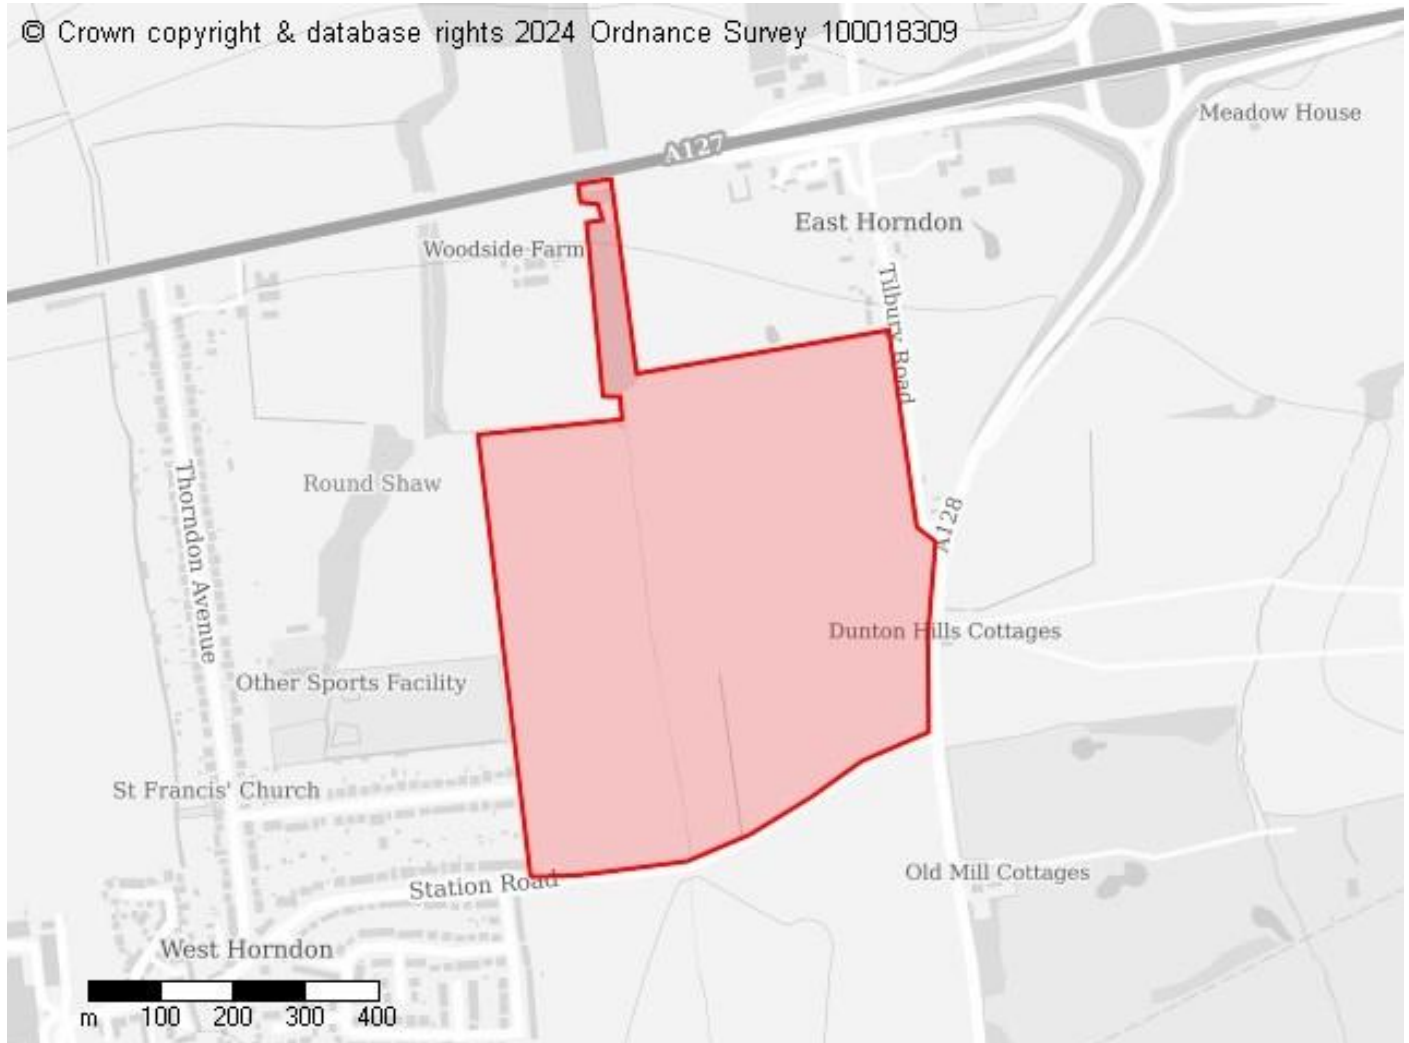 © Crown copyright & database rights 2024 Ordnance Survey 100018309
Meadow House
A127
East Horndon
Woodside Farm
Tilbury Road
Round Shaw
Thorndon Avenue
A128
Dunton Hills Cottages
Other Sports Facility
St Francis' Church
Old Mill Cottages
Station Road
West Horndon
m 100 200 300 400